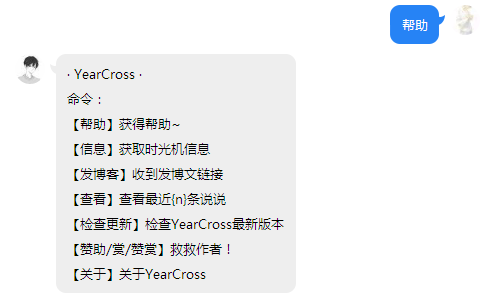 帮助
· YearCross ·
命令：
【帮助】获得帮助~
【信息】获取时光机信息
【发博客】收到发博文链接
【查看】查看最近{n}条说说
【检查更新】检查YearCross最新版本
【赞助/赏/赞赏】救救作者！
【关于】关于YearCross